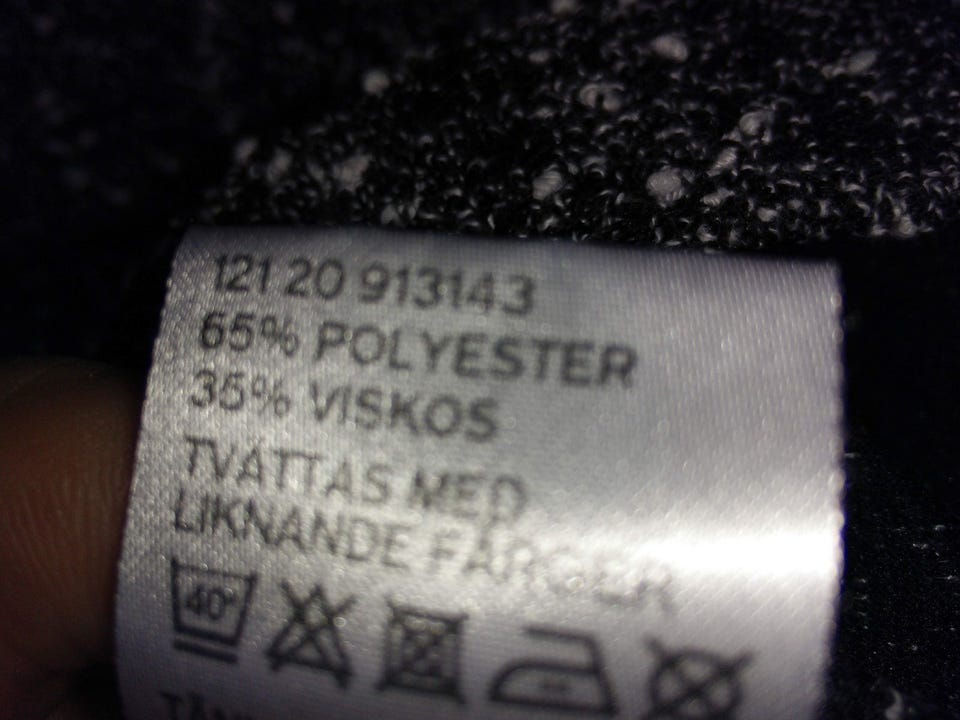 121 20 913143
65% POLYESTER
35% VISKOS
TVÄTTAS MED
LIKNANDE FÄRGER
40°